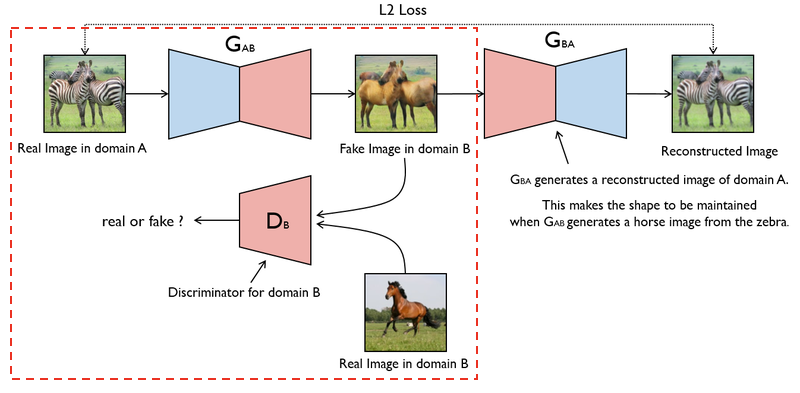 L2 Loss
GAB
GBA
Real Image in domain A
Fake Image in domain B
Reconstructed Image
GBA generates a reconstructed image of domain A.
This makes the shape to be maintained
when GAB generates a horse image from the zebra.
real or fake ?
DB
Discriminator for domain B
Real Image in domain B